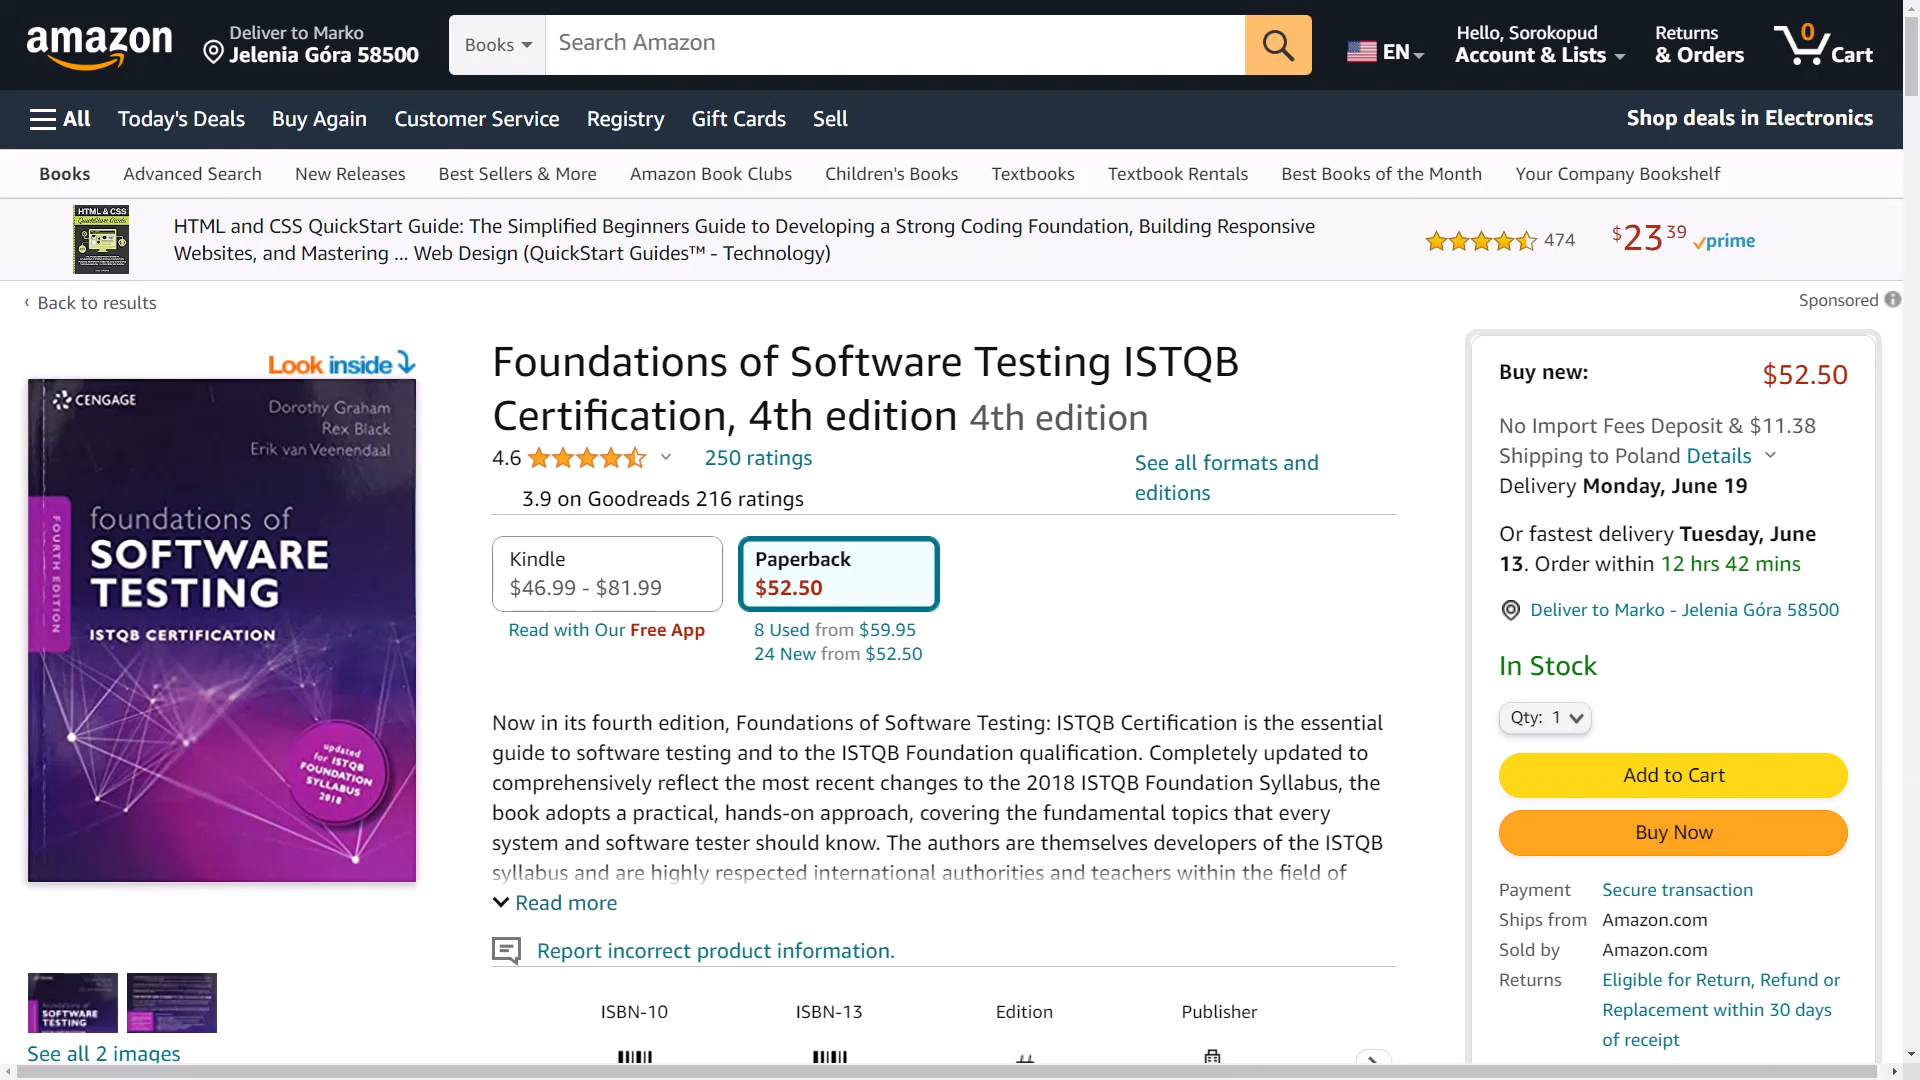 amazon
Deliver to Marko
Jelenia Góra 58500
Books
Search Amazon
EN
Hello, Sorokopud
Account & Lists
Returns
& Orders
0
Cart
All
Today's Deals
Buy Again
Customer Service
Registry
Gift Cards
Sell
Shop deals in Electronics
Books
Advanced Search
New Releases
Best Sellers & More
Amazon Book Clubs
Children's Books
Textbooks
Textbook Rentals
Best Books of the Month
Your Company Bookshelf
HTML & CSS
HTML and CSS QuickStart Guide: The Simplified Beginners Guide to Developing a Strong Coding Foundation, Building Responsive
Websites, and Mastering ... Web Design (QuickStart Guides™ - Technology)
474
$23 39
prime
‹ Back to results
Sponsored
Look inside
CENGAGE
Dorothy Graham
Rex Black
Erik van Veenendaal
FOURTH EDITION
foundations of
SOFTWARE
TESTING
ISTQB CERTIFICATION
updated
for ISTQB
FOUNDATION
SYLLABUS
2018
foundations of
SOFTWARE
TESTING
See all 2 images
Foundations of Software Testing ISTQB
Certification, 4th edition 4th edition
4.6
250 ratings
3.9 on Goodreads 216 ratings
See all formats and
editions
Kindle
$46.99 - $81.99
Read with Our Free App
Paperback
$52.50
8 Used from $59.95
24 New from $52.50
Now in its fourth edition, Foundations of Software Testing: ISTQB Certification is the essential
guide to software testing and to the ISTQB Foundation qualification. Completely updated to
comprehensively reflect the most recent changes to the 2018 ISTQB Foundation Syllabus, the
book adopts a practical, hands-on approach, covering the fundamental topics that every
system and software tester should know. The authors are themselves developers of the ISTQB
syllabus and are highly respected international authorities and teachers within the field of
Read more
Report incorrect product information.
ISBN-10
ISBN-13
Edition
Publisher
#
Buy new:
$52.50
No Import Fees Deposit & $11.38
Shipping to Poland Details
Delivery Monday, June 19
Or fastest delivery Tuesday, June
13. Order within 12 hrs 42 mins
Deliver to Marko - Jelenia Góra 58500
In Stock
Qty: 1
Add to Cart
Buy Now
Payment
Secure transaction
Ships from
Amazon.com
Sold by
Amazon.com
Returns
Eligible for Return, Refund or
Replacement within 30 days
of receipt